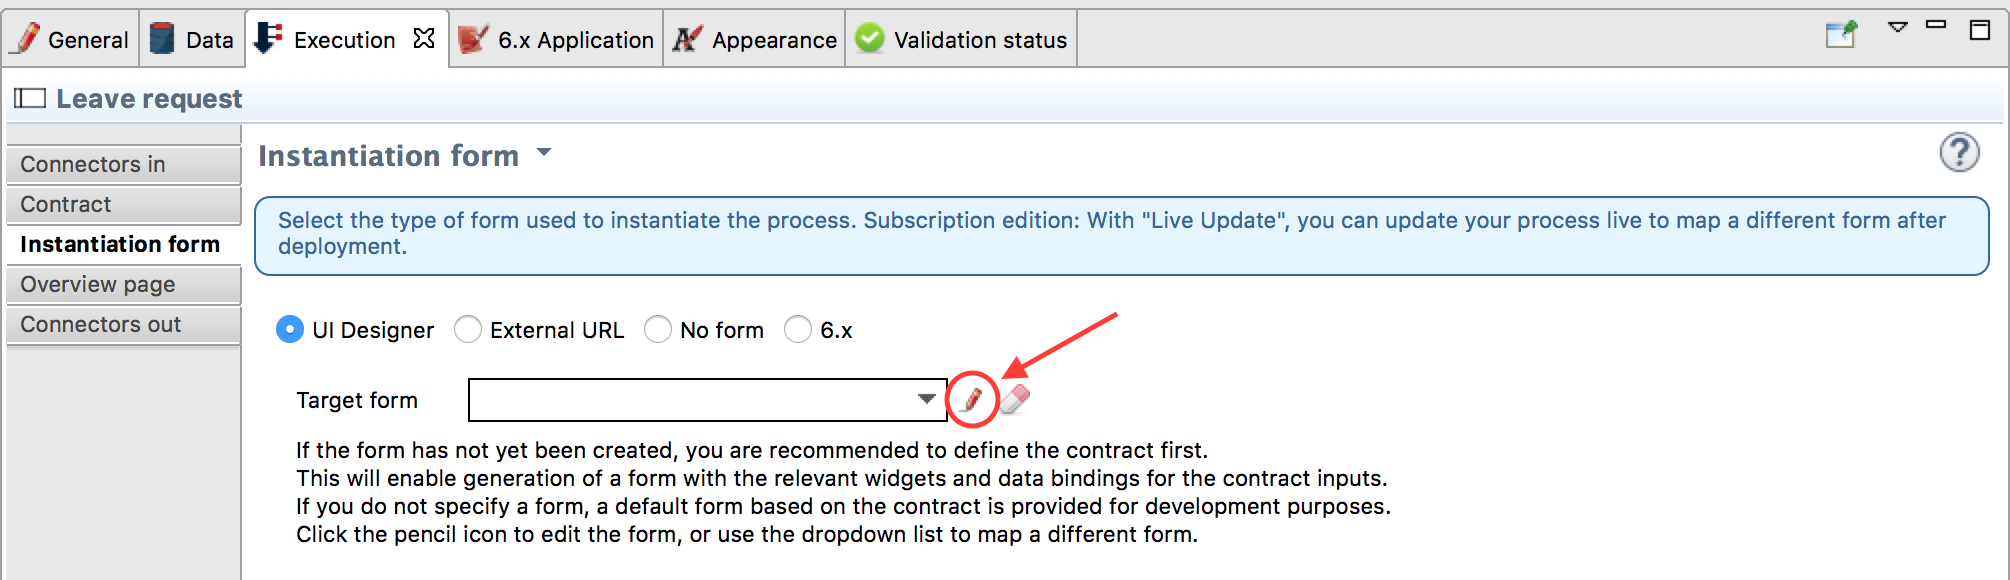 General Data Execution 6.x Application Appearance Validation status
Leave request
Connectors in
Contract
Instantiation form
Overview page
Connectors out
Instantiation form
?
Select the type of form used to instantiate the process. Subscription edition: With "Live Update", you can update your process live to map a different form after
deployment.
UI Designer External URL No form 6.x
Target form
If the form has not yet been created, you are recommended to define the contract first.
This will enable generation of a form with the relevant widgets and data bindings for the contract inputs.
If you do not specify a form, a default form based on the contract is provided for development purposes.
Click the pencil icon to edit the form, or use the dropdown list to map a different form.